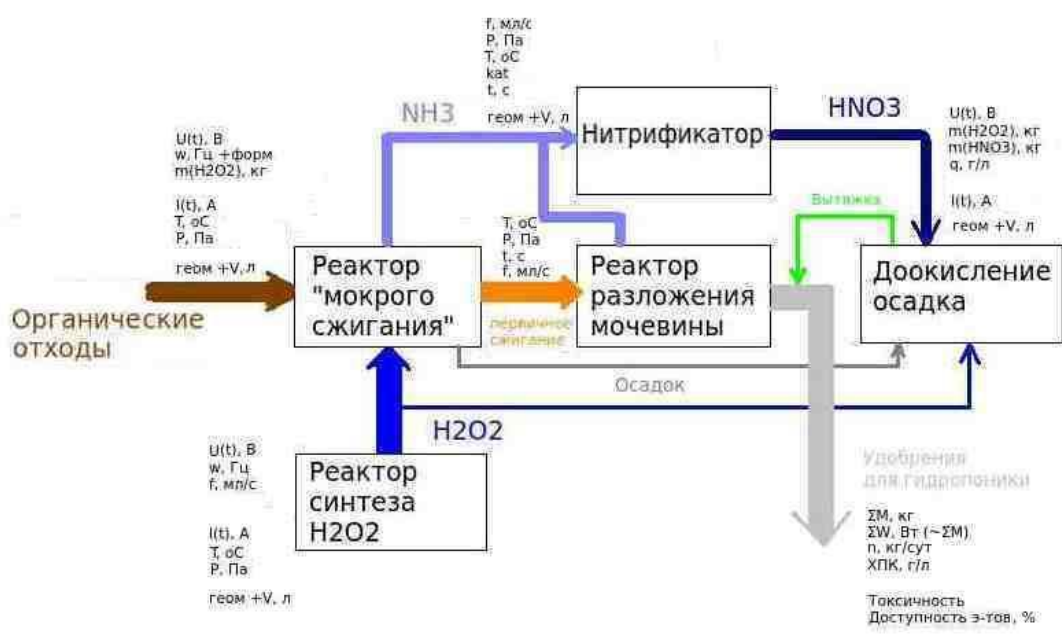 f, мл/с
P, Па
T, оС
kat
t, с
геом +V, л
NH3
Нитрификатор
HNO3
U(t), В
m(H2O2), кг
m(HNO3), кг
q, г/л
I(t), А
геом +V, л
U(t), В
w, Гц +форм
m(H2O2), кг
I(t), А
T, оС
P, Па
геом +V, л
Вытяжка
T, оС
P, Па
t, с
f, мл/с
Органические
отходы
Реактор
"мокрого
сжигания"
первичное
сжигание
Реактор
разложения
мочевины
Доокисление
осадка
Осадок
H2O2
U(t), В
w, Гц
f, мл/с
I(t), А
T, оС
P, Па
геом +V, л
Реактор
синтеза
H2O2
Удобрения
для гидропоники
ΣM, кг
ΣW, Вт (~ΣM)
n, кг/сут
ХПК, г/л
Токсичность
Доступность э-тов, %